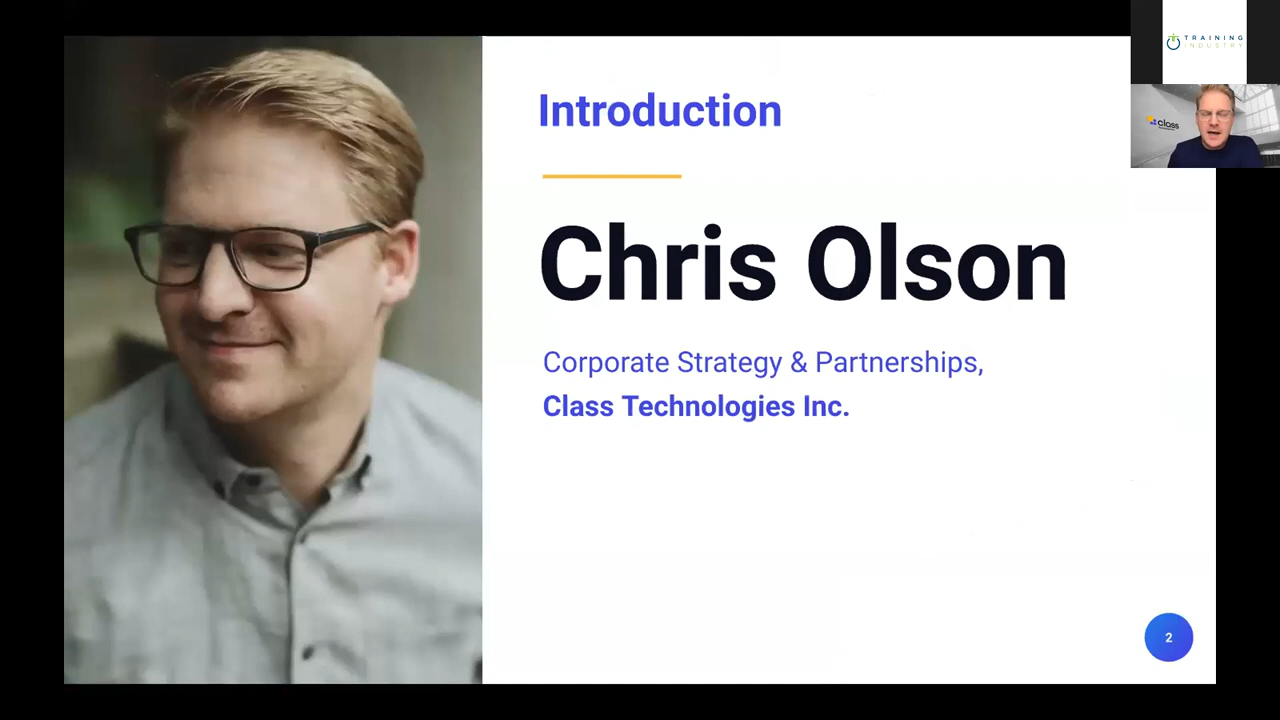 Introduction
Chris Olson
Corporate Strategy & Partnerships,
Class Technologies Inc.
2
TRAINING
INDUSTRY
class